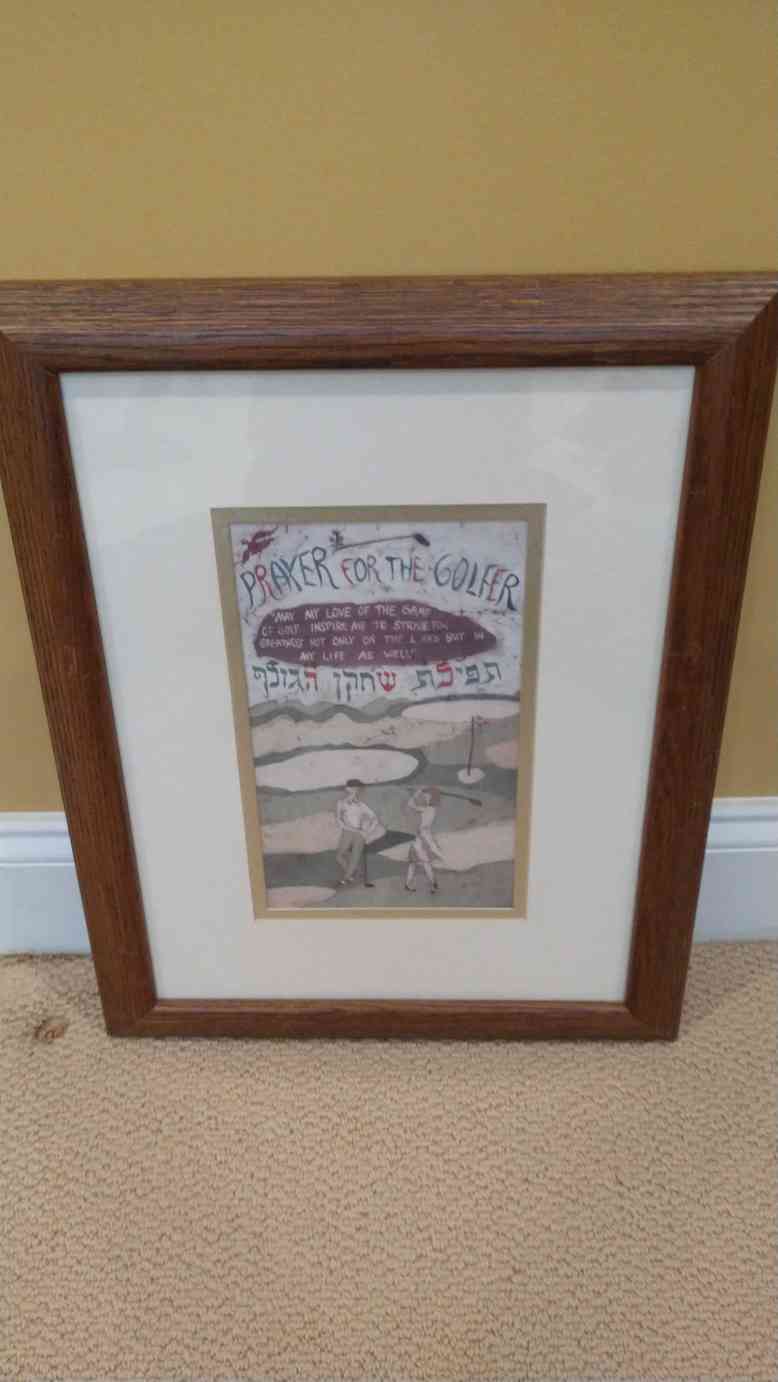 PRAYER FOR THE GOLFER
"MAY MY LOVE OF THE GAME
OF GOLF INSPIRE ME TO STRIVE FOR
GREATNESS NOT ONLY ON THE LINKS BUT IN
MY LIFE AS WELL"
תפילת שחקן הגולף